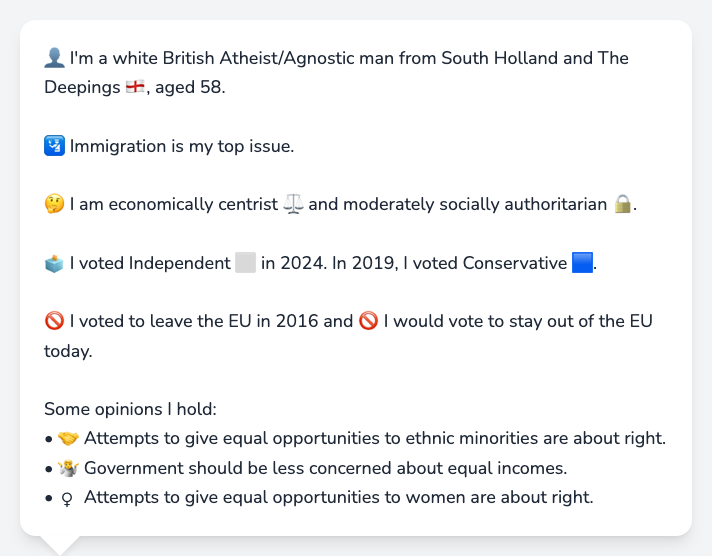 👤 I'm a white British Atheist/Agnostic man from South Holland and The
Deepings 🏴󠁧󠁢󠁥󠁮󠁧󠁿, aged 58.
🛂 Immigration is my top issue.
🤔 I am economically centrist ⚖️ and moderately socially authoritarian 🔒.
🗳️ I voted Independent ⬜ in 2024. In 2019, I voted Conservative 🟦.
🚫 I voted to leave the EU in 2016 and 🚫 I would vote to stay out of the EU
today.
Some opinions I hold:
• 🤝 Attempts to give equal opportunities to ethnic minorities are about right.
• 🤷 Government should be less concerned about equal incomes.
• ♀ Attempts to give equal opportunities to women are about right.